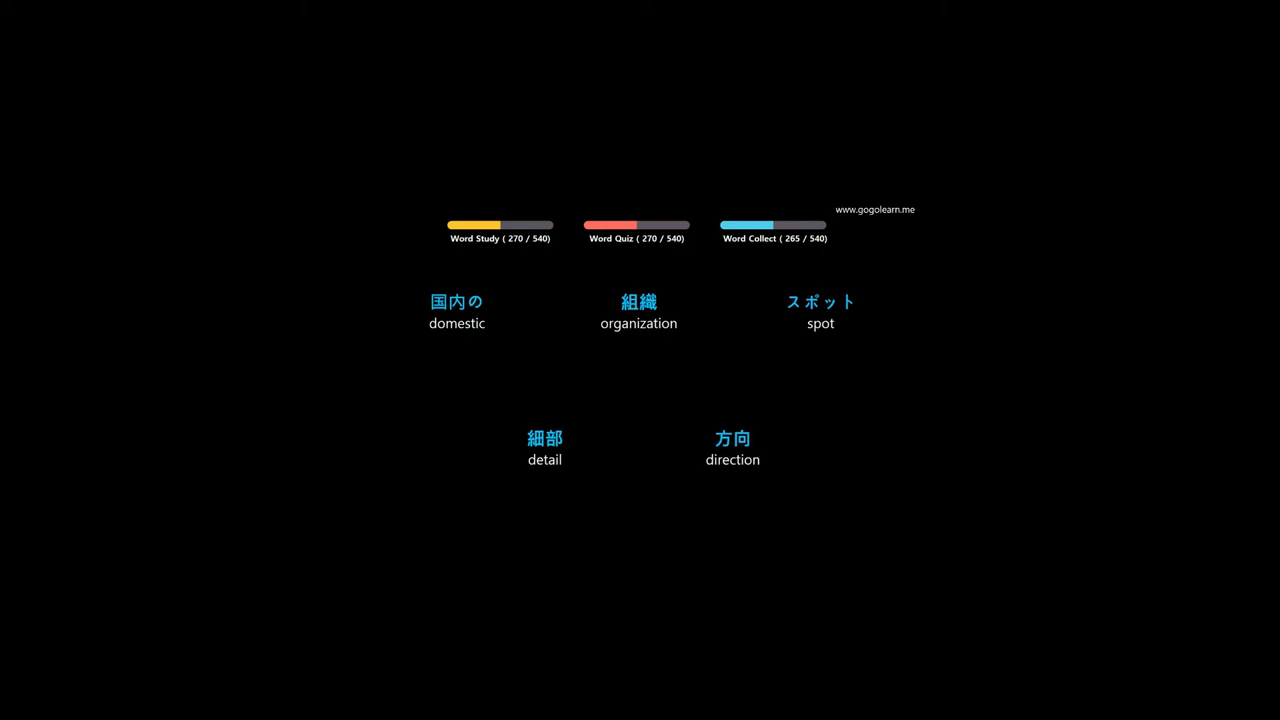 www.gogolearn.me
Word Study ( 270 / 540)
Word Quiz ( 270 / 540)
Word Collect ( 265 / 540)
国内の
domestic
組織
organization
スポット
spot
細部
detail
方向
direction